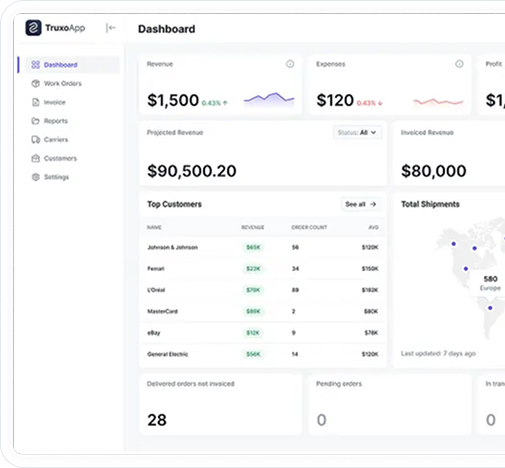 TruxoApp
Dashboard
Dashboard
Work Orders
Invoice
Reports
Carriers
Customers
Settings
Revenue
$1,500 0.43% ↑
Expenses
$120 0.43% ↓
Profit
$1,
Projected Revenue
Status: All
$90,500.20
Invoiced Revenue
$80,000
Top Customers
See all →
NAME REVENUE ORDER COUNT AVG
Johnson & Johnson $65K 56 $120K
Ferrari $23K 34 $150K
L'Oréal $76K 89 $192K
MasterCard $89K 2 $80K
eBay $12K 9 $78K
General Electric $56K 14 $120K
Total Shipments
580
Europe
Last updated: 7 days ago
Delivered orders not invoiced
28
Pending orders
0
In tran
0